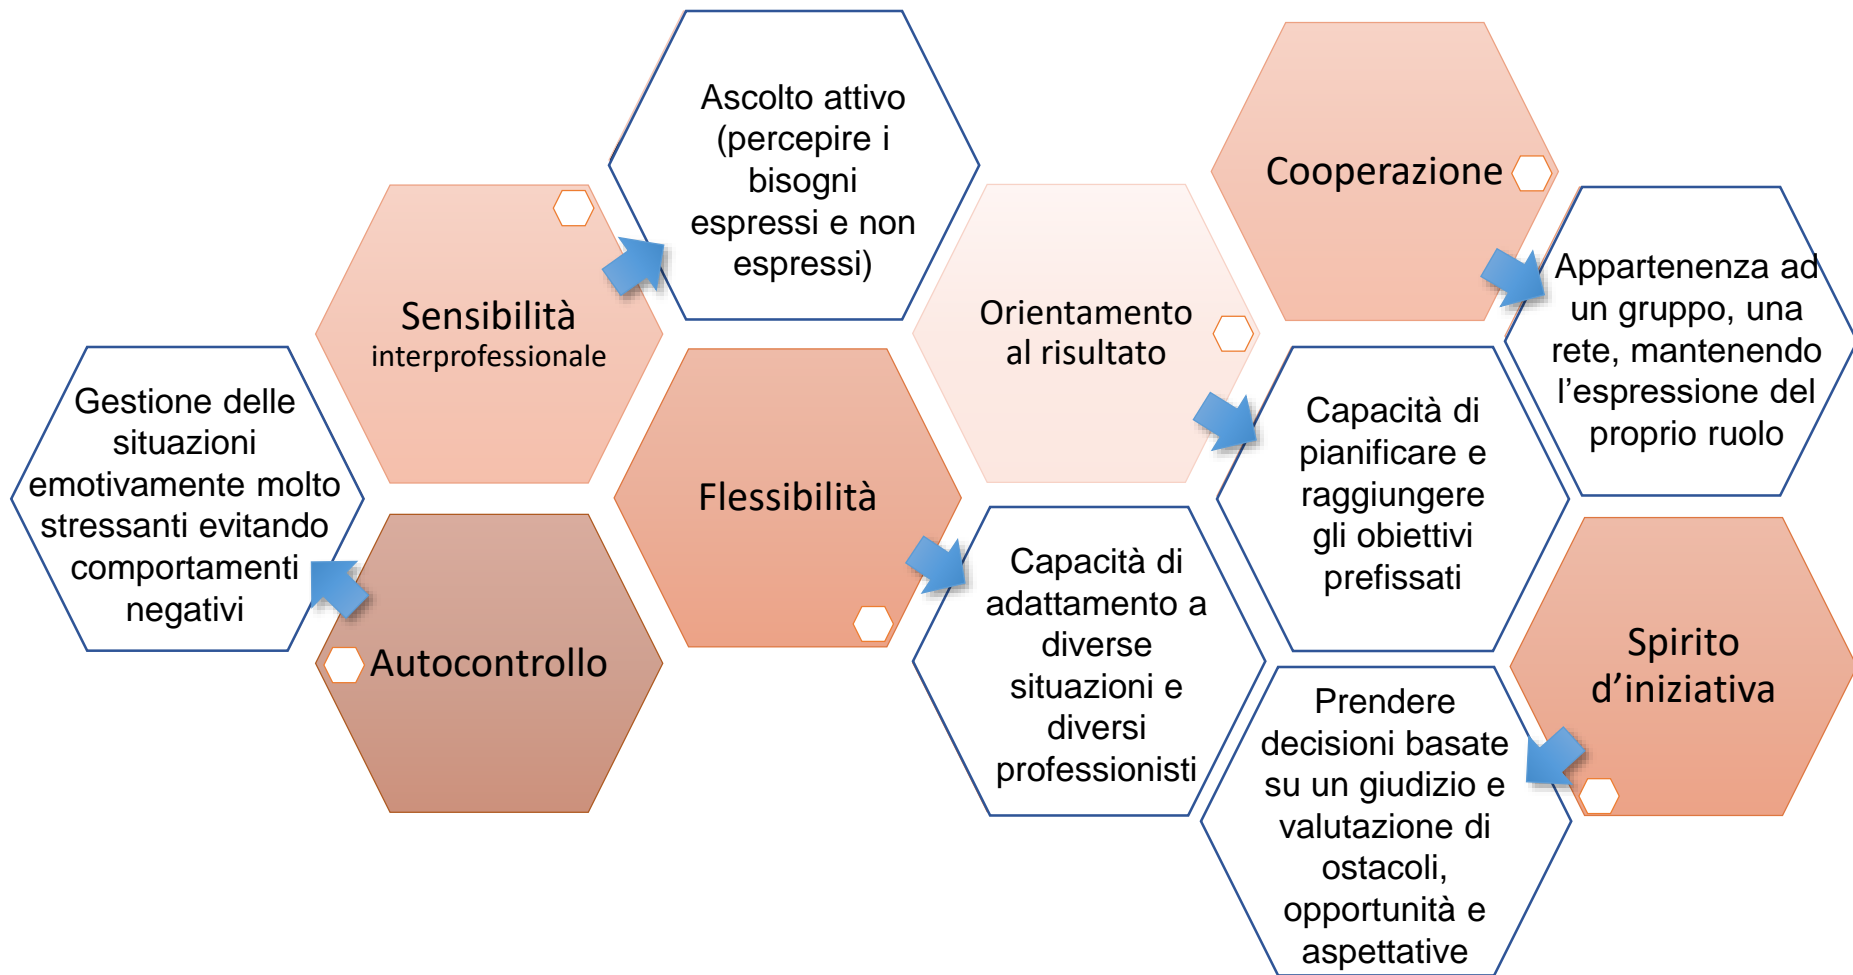 Ascolto attivo
(percepire i
bisogni
espressi e non
espressi)
Sensibilità
interprofessionale
Gestione delle
situazioni
emotivamente molto
stressanti evitando
comportamenti
negativi
Autocontrollo
Flessibilità
Capacità di
adattamento a
diverse
situazioni e
diversi
professionisti
Orientamento
al risultato
Capacità di
pianificare e
raggiungere
gli obiettivi
prefissati
Cooperazione
Appartenenza ad
un gruppo, una
rete, mantenendo
l’espressione del
proprio ruolo
Spirito
d’iniziativa
Prendere
decisioni basate
su un giudizio e
valutazione di
ostacoli,
opportunità e
aspettative